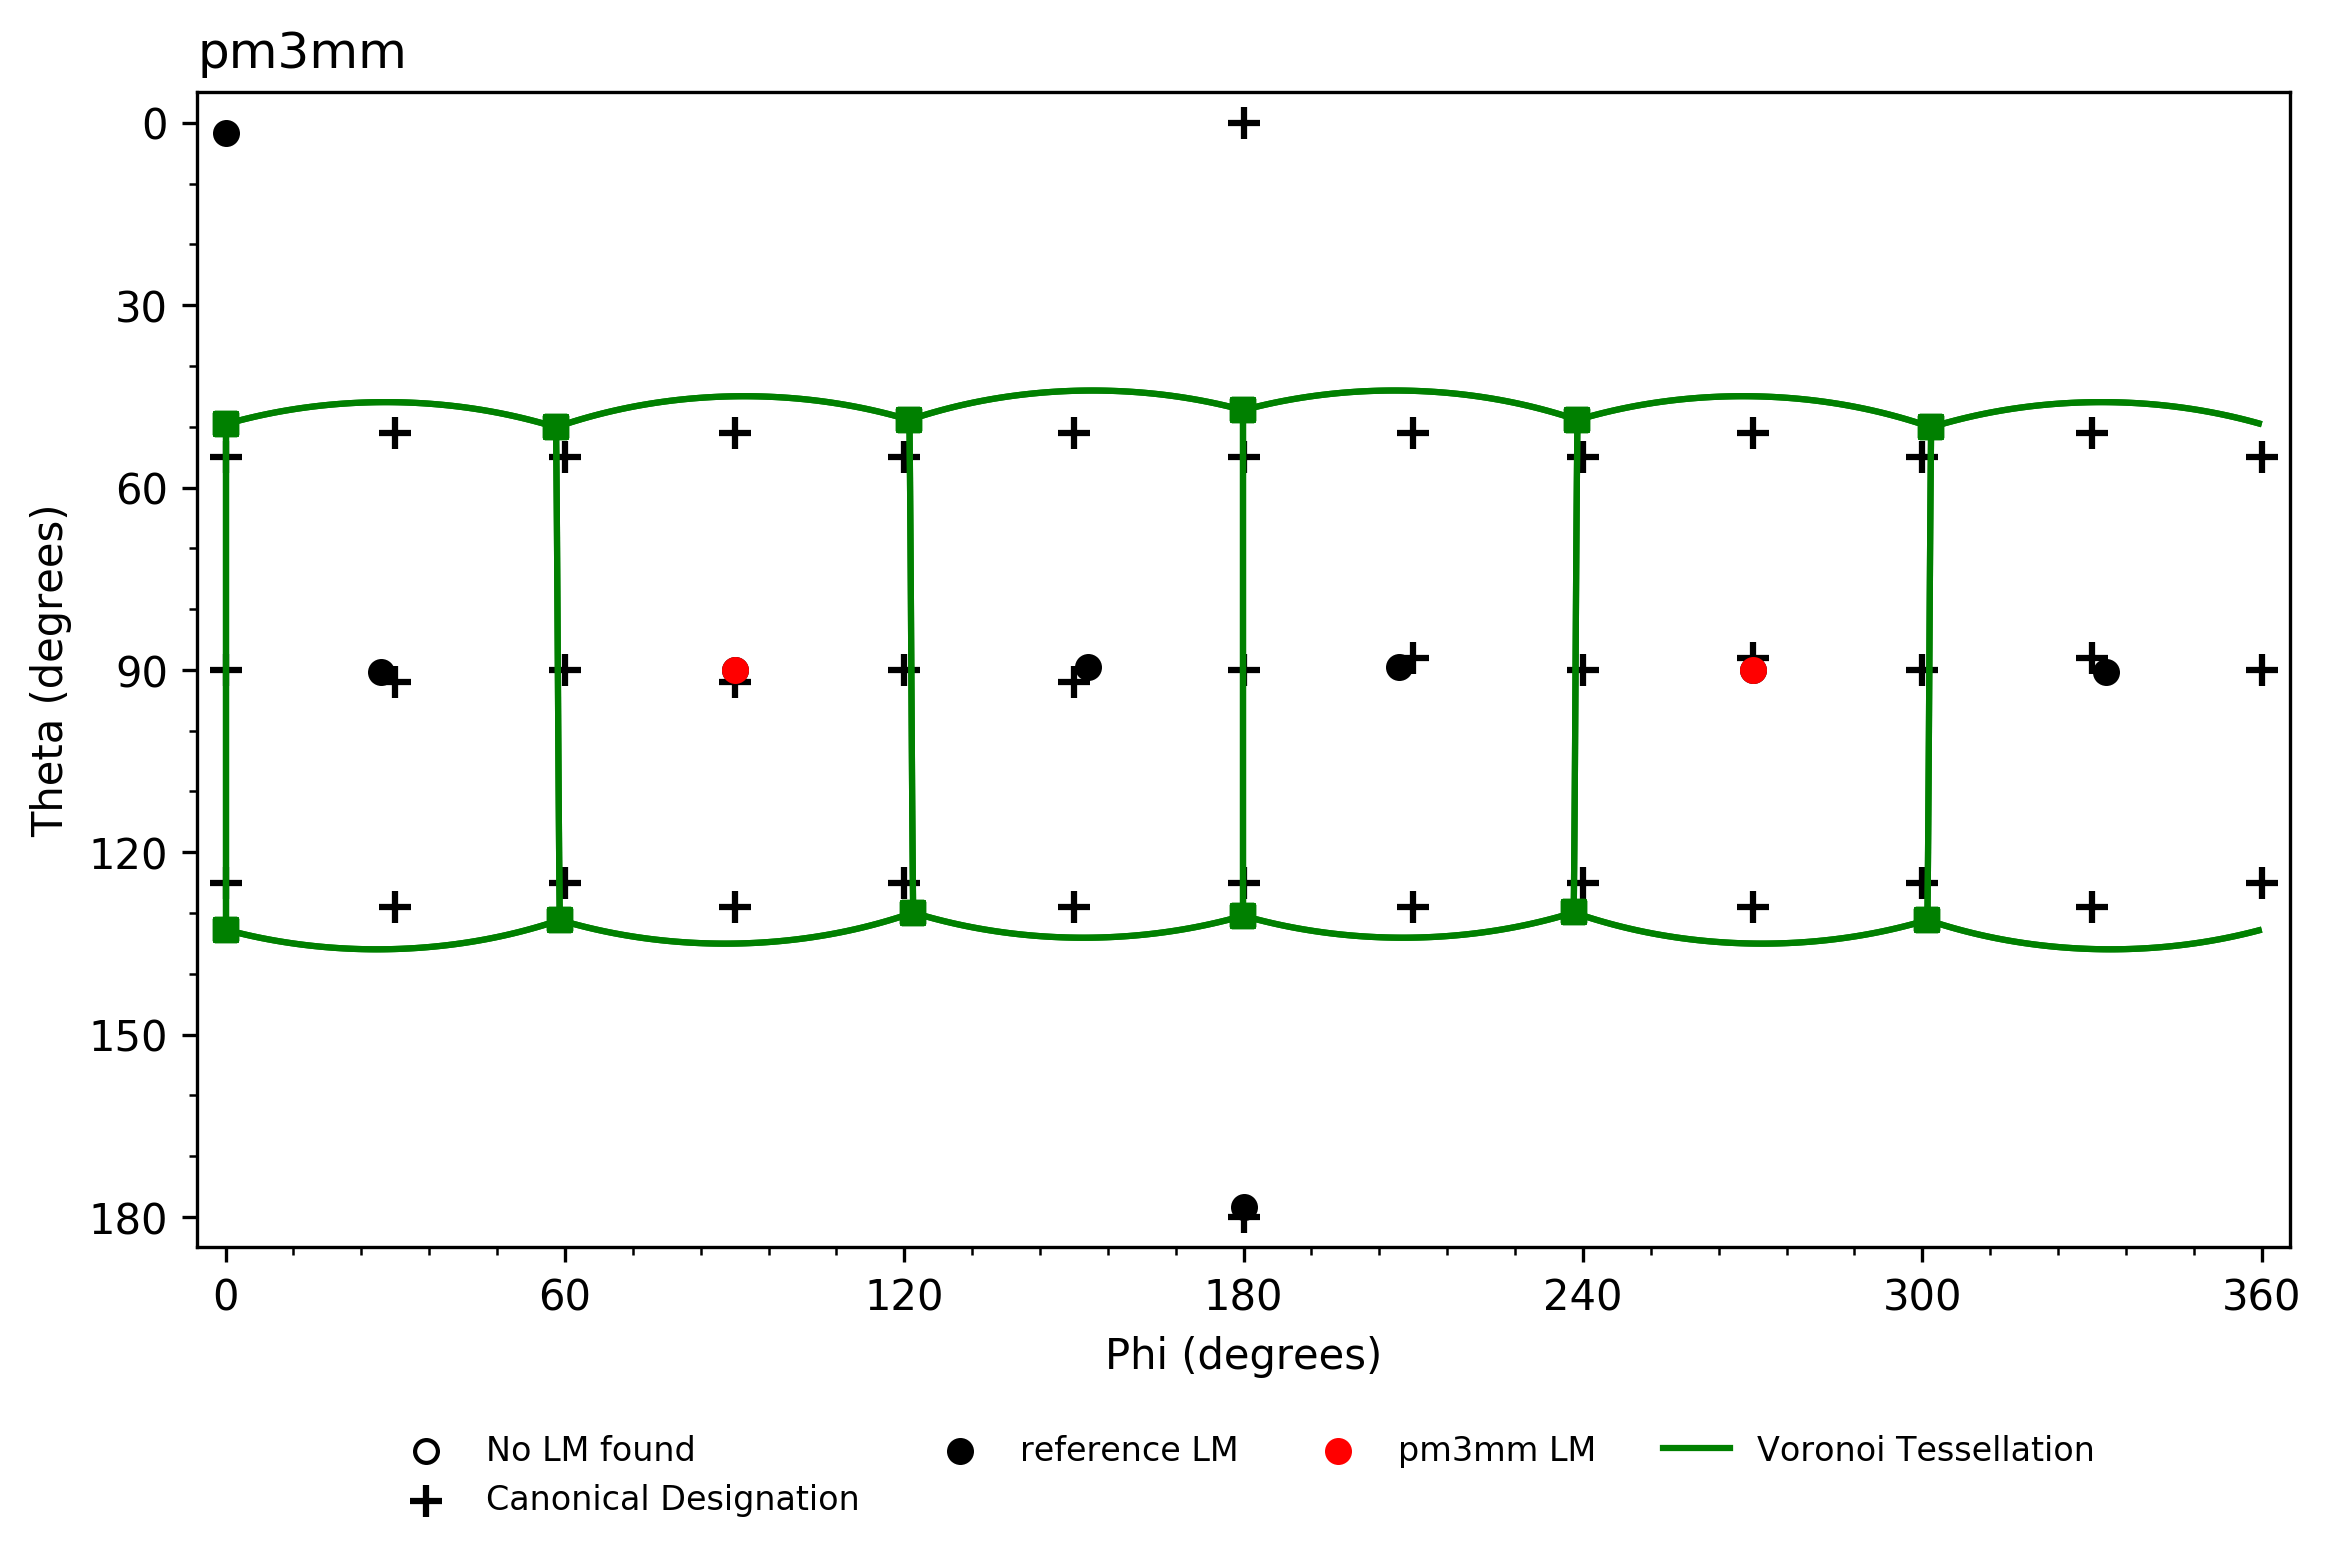 pm3mm
0
30
60
90
120
150
180
Theta (degrees)
0 60 120 180 240 300 360
Phi (degrees)
No LM found reference LM pm3mm LM Voronoi Tessellation
Canonical Designation